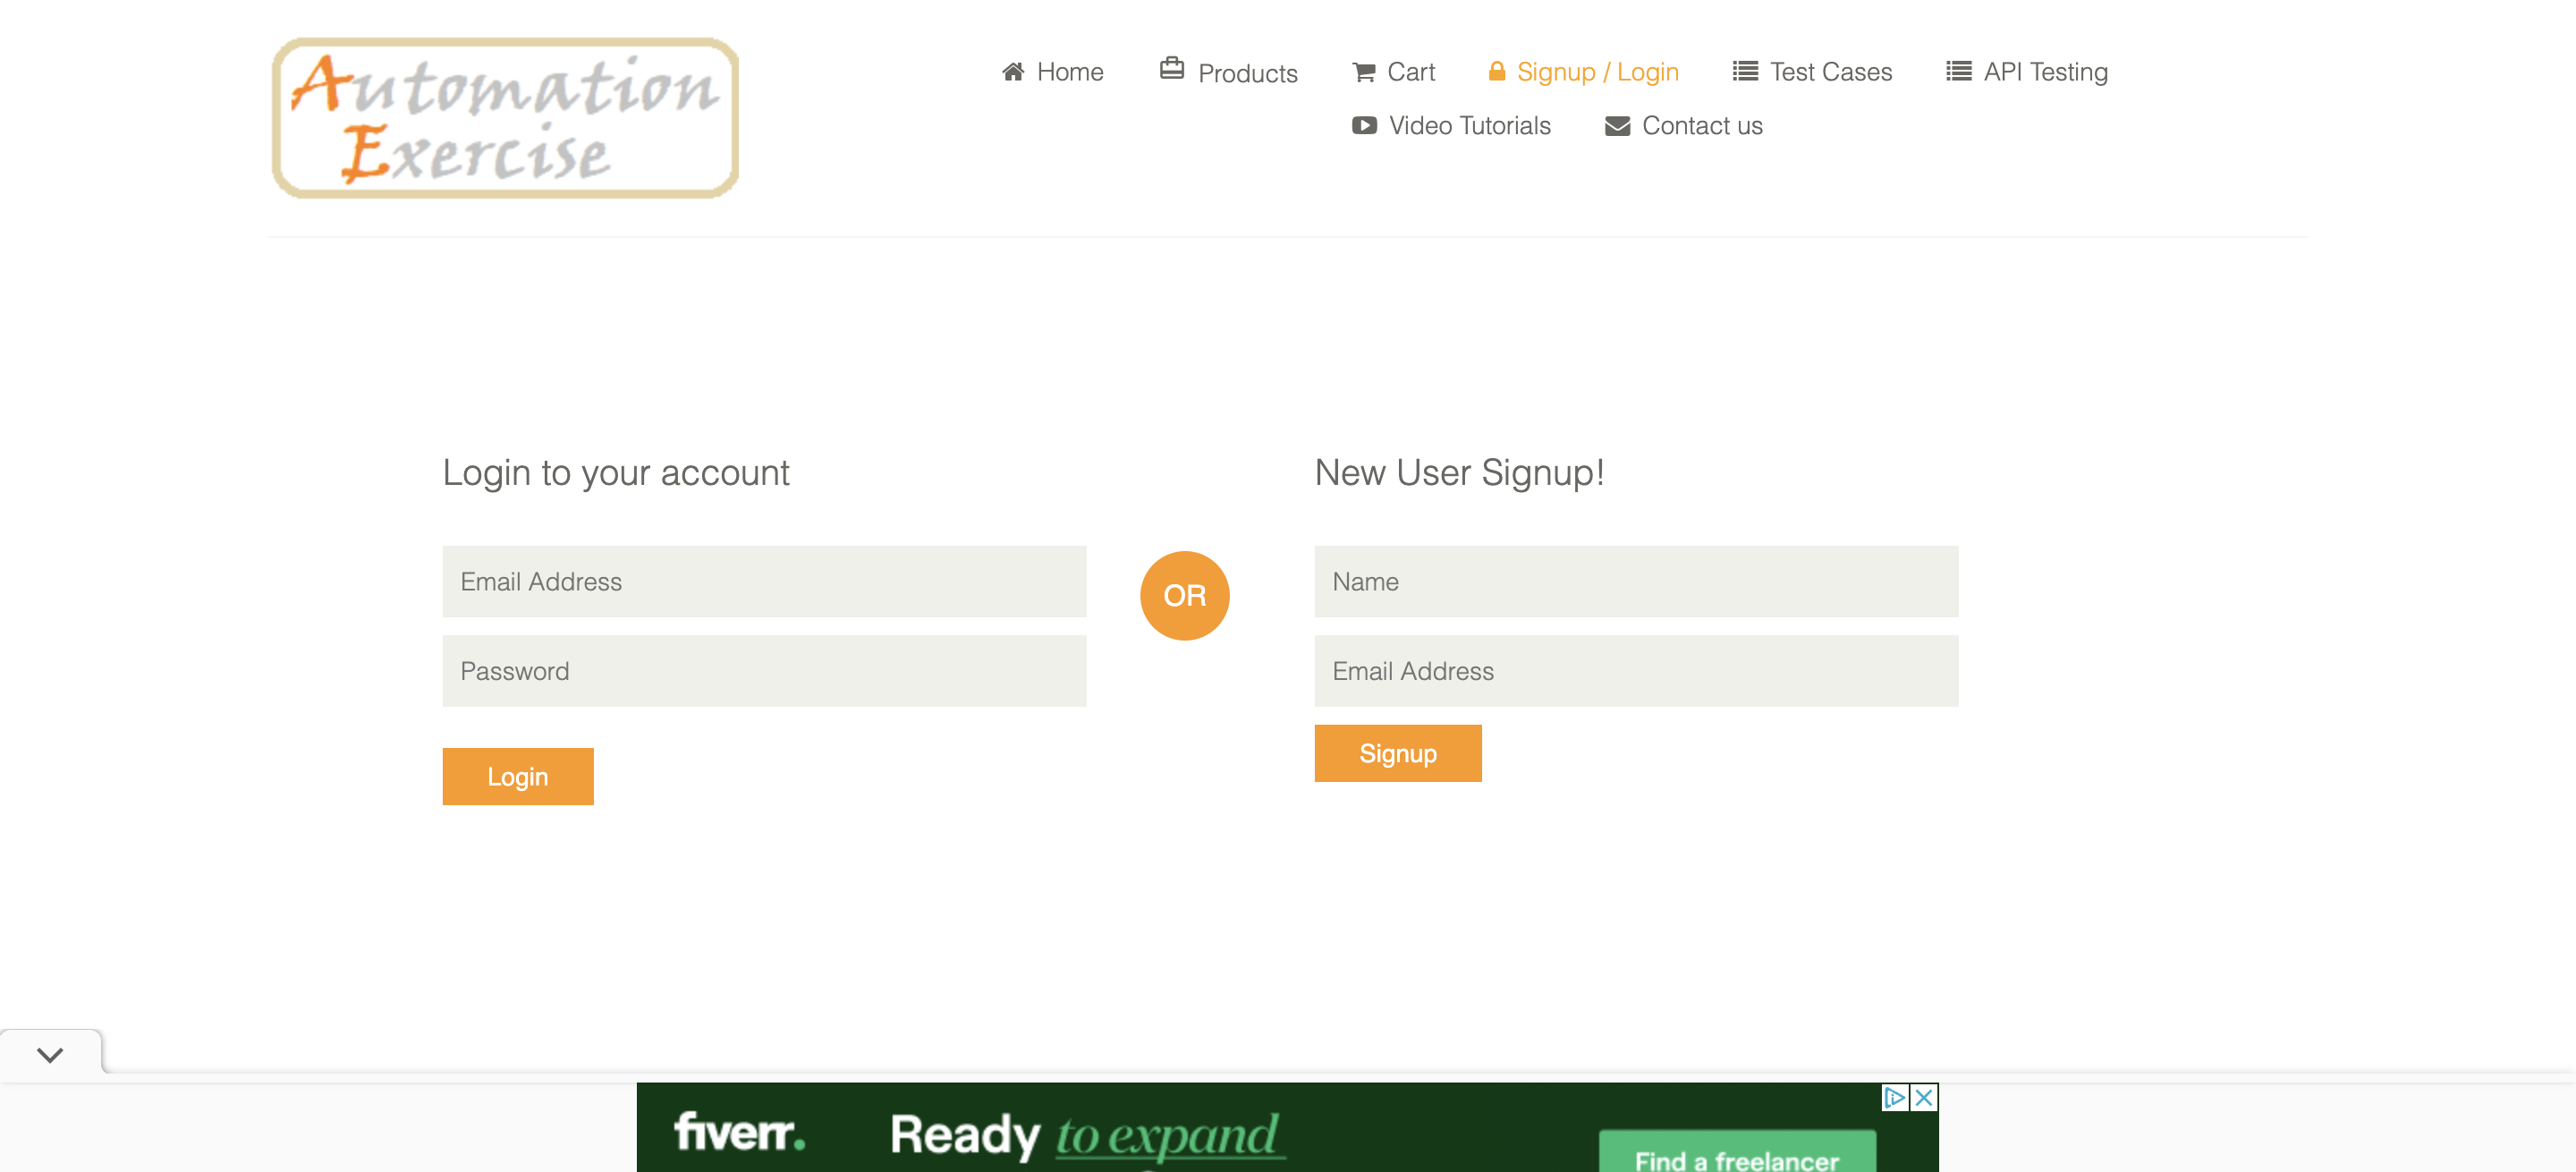 Automation
Exercise
Home Products Cart Signup / Login Test Cases API Testing
Video Tutorials Contact us
Login to your account
Email Address
Password
Login
OR
New User Signup!
Name
Email Address
Signup
fiverr.
Ready to expand
Find a freelancer